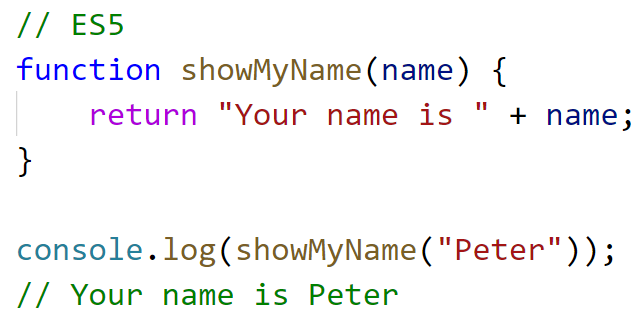 // ES5
function showMyName(name) {
    return "Your name is " + name;
}
console.log(showMyName("Peter"));
// Your name is Peter